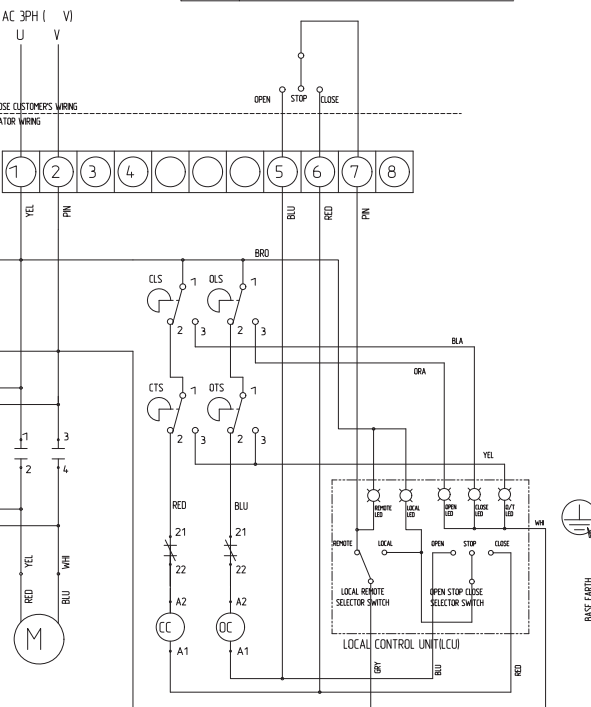 AC 3PH ( V)
U V
OPEN STOP CLOSE
OSE CUSTOMER'S WIRING
ATOR WIRING
1 2 3 4 5 6 7 8
YEL PIN BLU RED PIN
BRO
CLS 1 OLS 1
2 3 2 3
BLA
ORA
CTS 1 OTS 1
2 3 2 3
1 3
2 4
YEL
RED BLU
REMOTE LED
LOCAL LED
OPEN LED
CLOSE LED
O/T LED
WHI
21 21
22 22
REMOTE LOCAL OPEN STOP CLOSE
YEL WHI
RED BLU
LOCAL REMOTE
SELECTOR SWITCH
OPEN STOP CLOSE
SELECTOR SWITCH
A2 A2
CC OC
A1 A1
M
LOCAL CONTROL UNIT(LCU)
GRY BLU RED
BASE EARTH